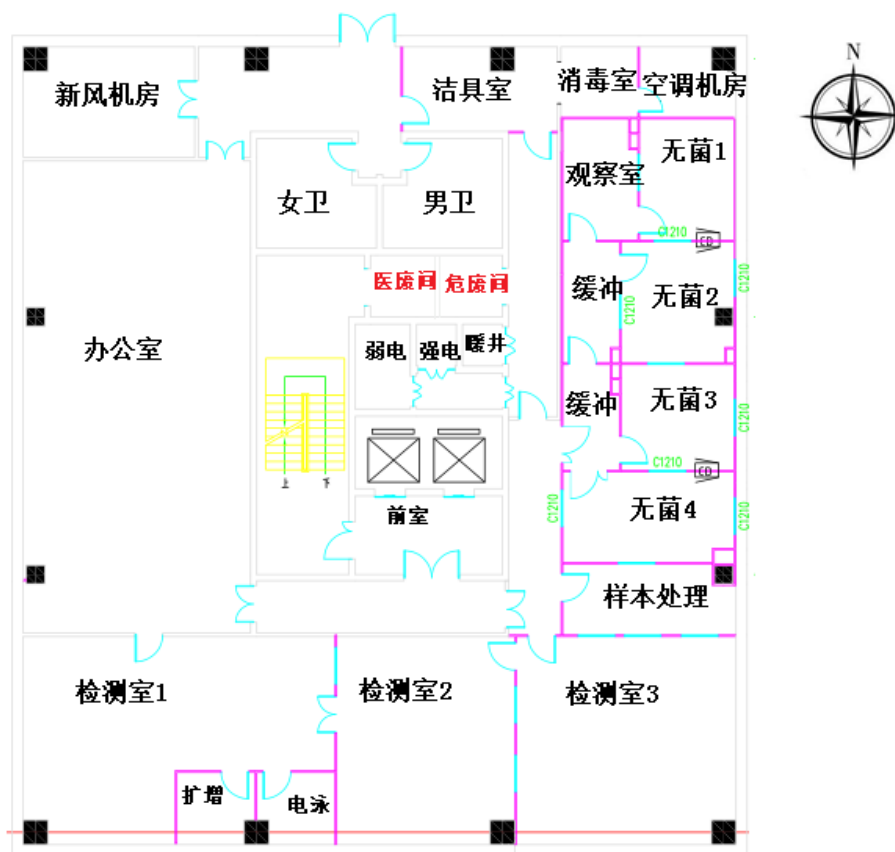 N
新风机房
洁具室
消毒室
空调机房
观察室
无菌1
女卫
男卫
C1210
CD
医废间
危废间
缓冲
无菌2
C1210
C1210
办公室
弱电
强电
暖井
缓冲
无菌3
C1210
C1210
CD
上
下
前室
无菌4
C1210
C1210
样本处理
检测室1
检测室2
检测室3
扩增
电泳